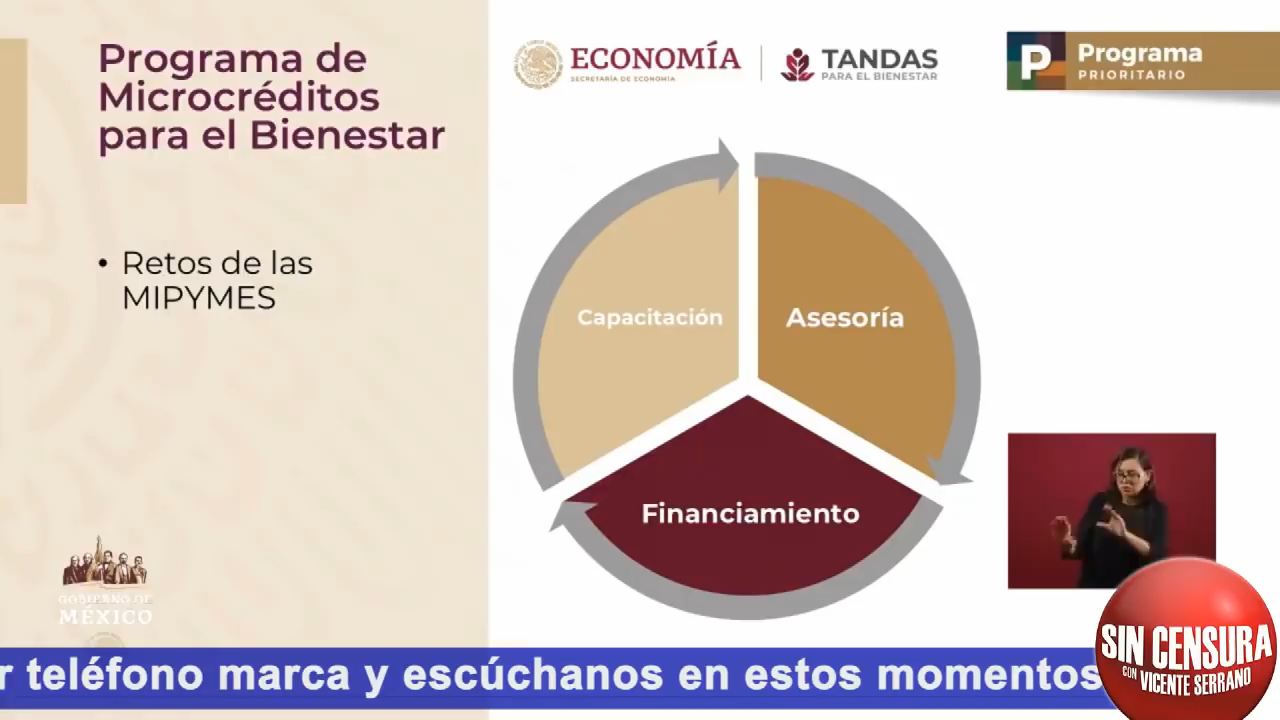 Programa de
Microcréditos
para el Bienestar
• Retos de las
MIPYMES
GOBIERNO DE
MÉXICO
ECONOMÍA
SECRETARÍA DE ECONOMÍA
TANDAS
PARA EL BIENESTAR
P
Programa
PRIORITARIO
Capacitación
Asesoría
Financiamiento
r teléfono marca y escúchanos en estos momentos
SIN CENSURA
CON VICENTE SERRANO